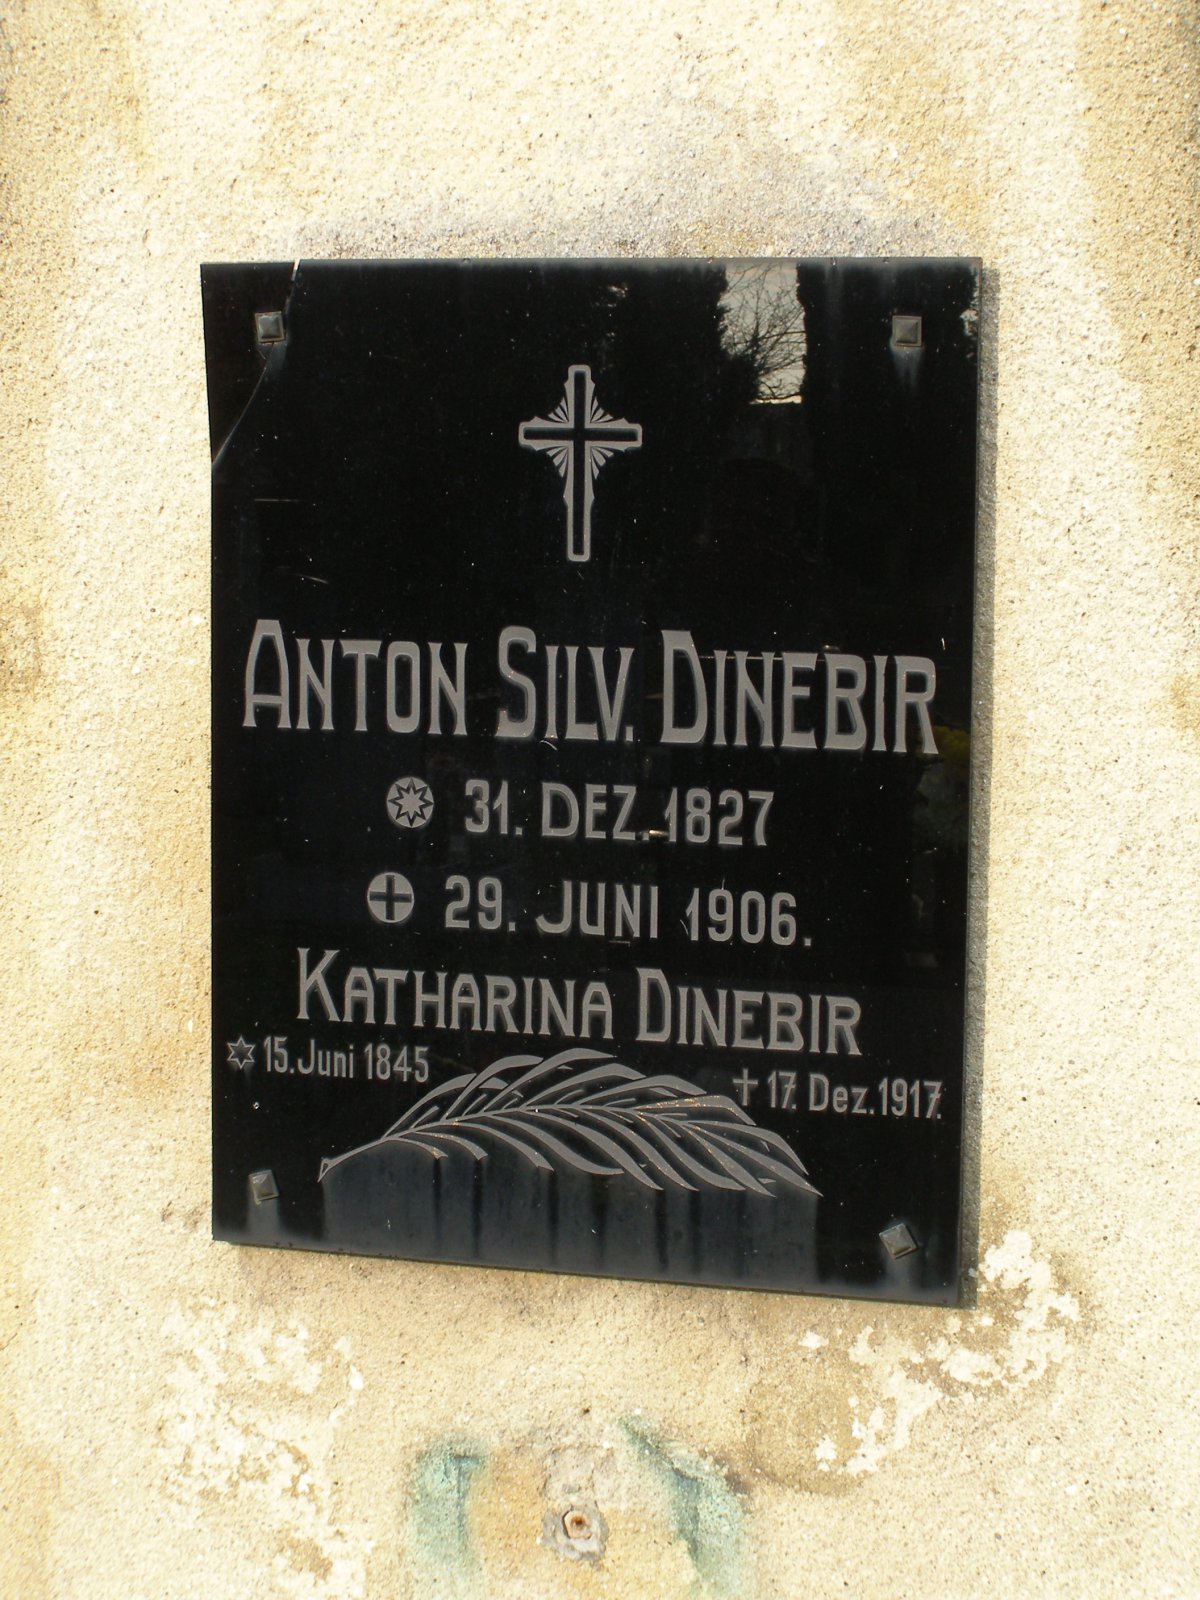 Anton Silv. Dinebir
31. Dez. 1827
29. Juni 1906.
Katharina Dinebir
15. Juni 1845
† 17. Dez. 1917.